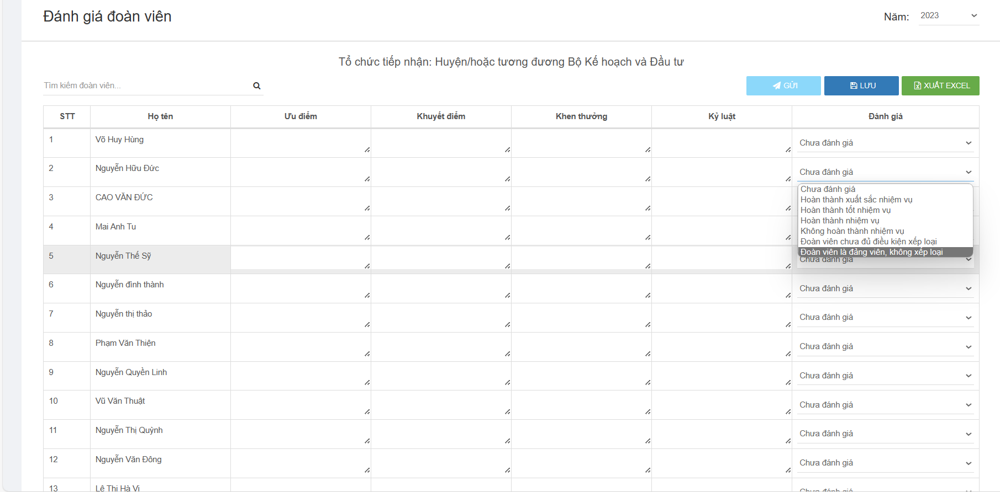 Đánh giá đoàn viên
Năm: 2023
Tổ chức tiếp nhận: Huyện/hoặc tương đương Bộ Kế hoạch và Đầu tư
Tìm kiếm đoàn viên...
GỬI LƯU XUẤT EXCEL
STT Họ tên Ưu điểm Khuyết điểm Khen thưởng Kỷ luật Đánh giá
1 Võ Huy Hùng Chưa đánh giá
2 Nguyễn Hữu Đức Chưa đánh giá
Chưa đánh giá
Hoàn thành xuất sắc nhiệm vụ
Hoàn thành tốt nhiệm vụ
Hoàn thành nhiệm vụ
Không hoàn thành nhiệm vụ
Đoàn viên chưa đủ điều kiện xếp loại
Đoàn viên là đảng viên, không xếp loại
3 CAO VĂN ĐỨC
4 Mai Anh Tu
5 Nguyễn Thế Sỹ Chưa đánh giá
6 Nguyễn đình thành Chưa đánh giá
7 Nguyễn thị thảo Chưa đánh giá
8 Phạm Văn Thiện Chưa đánh giá
9 Nguyễn Quyền Linh Chưa đánh giá
10 Vũ Văn Thuật Chưa đánh giá
11 Nguyễn Thị Quỳnh Chưa đánh giá
12 Nguyễn Văn Đông Chưa đánh giá
13 Lê Thị Hà Vi Chưa đánh giá